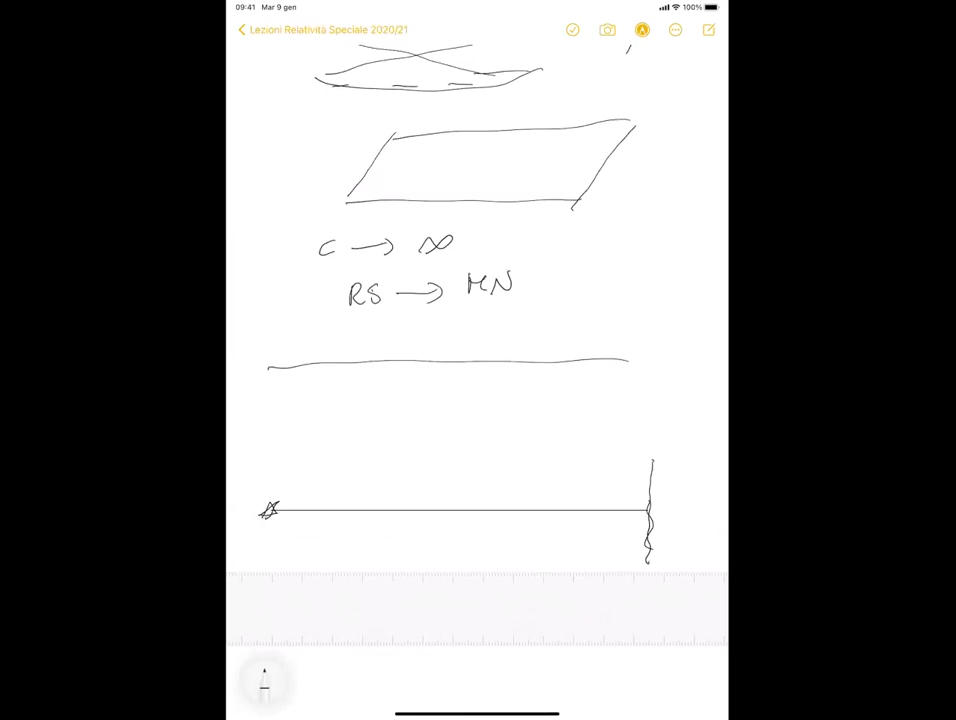 09:41 Mar 9 gen 100%
Lezioni Relatività Speciale 2020/21
c → ∞
RS → MN